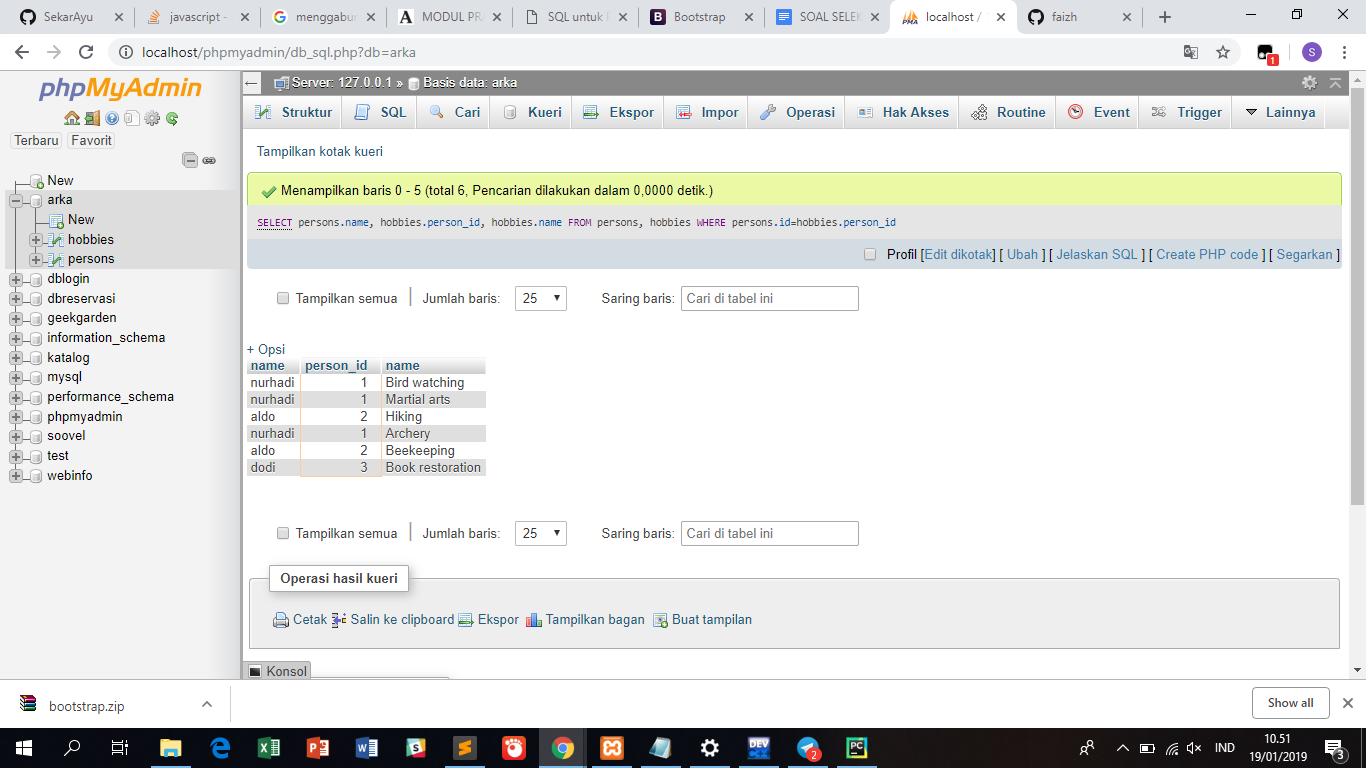 SekarAyu
javascript -
menggabun
MODUL PRA
SQL untuk
Bootstrap
SOAL SELEK
localhost /
faizh
localhost/phpmyadmin/db_sql.php?db=arka
S
1
phpMyAdmin
Terbaru Favorit
New
arka
New
hobbies
persons
dblogin
dbreservasi
geekgarden
information_schema
katalog
mysql
performance_schema
phpmyadmin
soovel
test
webinfo
Server: 127.0.0.1 » Basis data: arka
Struktur SQL Cari Kueri Ekspor Impor Operasi Hak Akses Routine Event Trigger Lainnya
Tampilkan kotak kueri
Menampilkan baris 0 - 5 (total 6, Pencarian dilakukan dalam 0,0000 detik.)
SELECT persons.name, hobbies.person_id, hobbies.name FROM persons, hobbies WHERE persons.id=hobbies.person_id
Profil [Edit dikotak] [ Ubah ] [ Jelaskan SQL ] [ Create PHP code ] [ Segarkan ]
Tampilkan semua | Jumlah baris: 25 Saring baris: Cari di tabel ini
+ Opsi
name person_id name
nurhadi 1 Bird watching
nurhadi 1 Martial arts
aldo 2 Hiking
nurhadi 1 Archery
aldo 2 Beekeeping
dodi 3 Book restoration
Tampilkan semua | Jumlah baris: 25 Saring baris: Cari di tabel ini
Operasi hasil kueri
Cetak Salin ke clipboard Ekspor Tampilkan bagan Buat tampilan
Konsol
bootstrap.zip
Show all
DEV
C++
2
PC
IND
10.51
19/01/2019
3